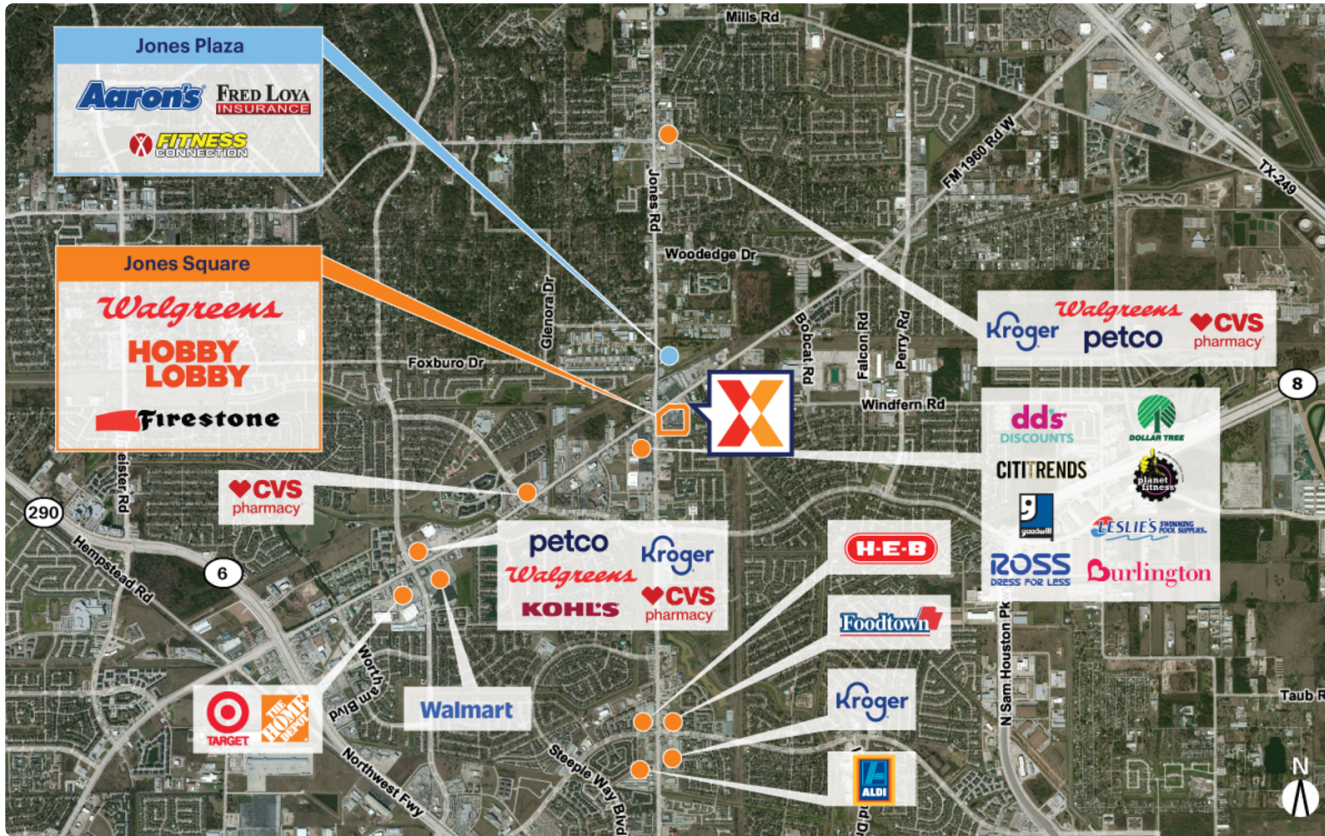 Mills Rd
Jones Plaza
Aaron's
FRED LOYA
INSURANCE
FITNESS
CONNECTION
Jones Rd
FM 1960 Rd W
TX-249
Jones Square
Walgreens
HOBBY
LOBBY
Firestone
Woodedge Dr
Glenora Dr
Foxburo Dr
Bobcat Rd
Falcon Rd
Perry Rd
Windfern Rd
Kroger
Walgreens
petco
CVS
pharmacy
8
dd's
DISCOUNTS
DOLLAR TREE
CITITRENDS
planet
fitness
goodwill
LESLIE'S SWIMMING
POOL SUPPLIES.
ROSS
DRESS FOR LESS
Burlington
CVS
pharmacy
290
Hempstead Rd
6
petco
Kroger
Walgreens
KOHL'S
CVS
pharmacy
H-E-B
Foodtown
Kroger
ALDI
TARGET
THE
HOME
DEPOT
Walmart
Northwest Fwy
Steeple Way Blvd
N Sam Houston Pk
Taub R
N